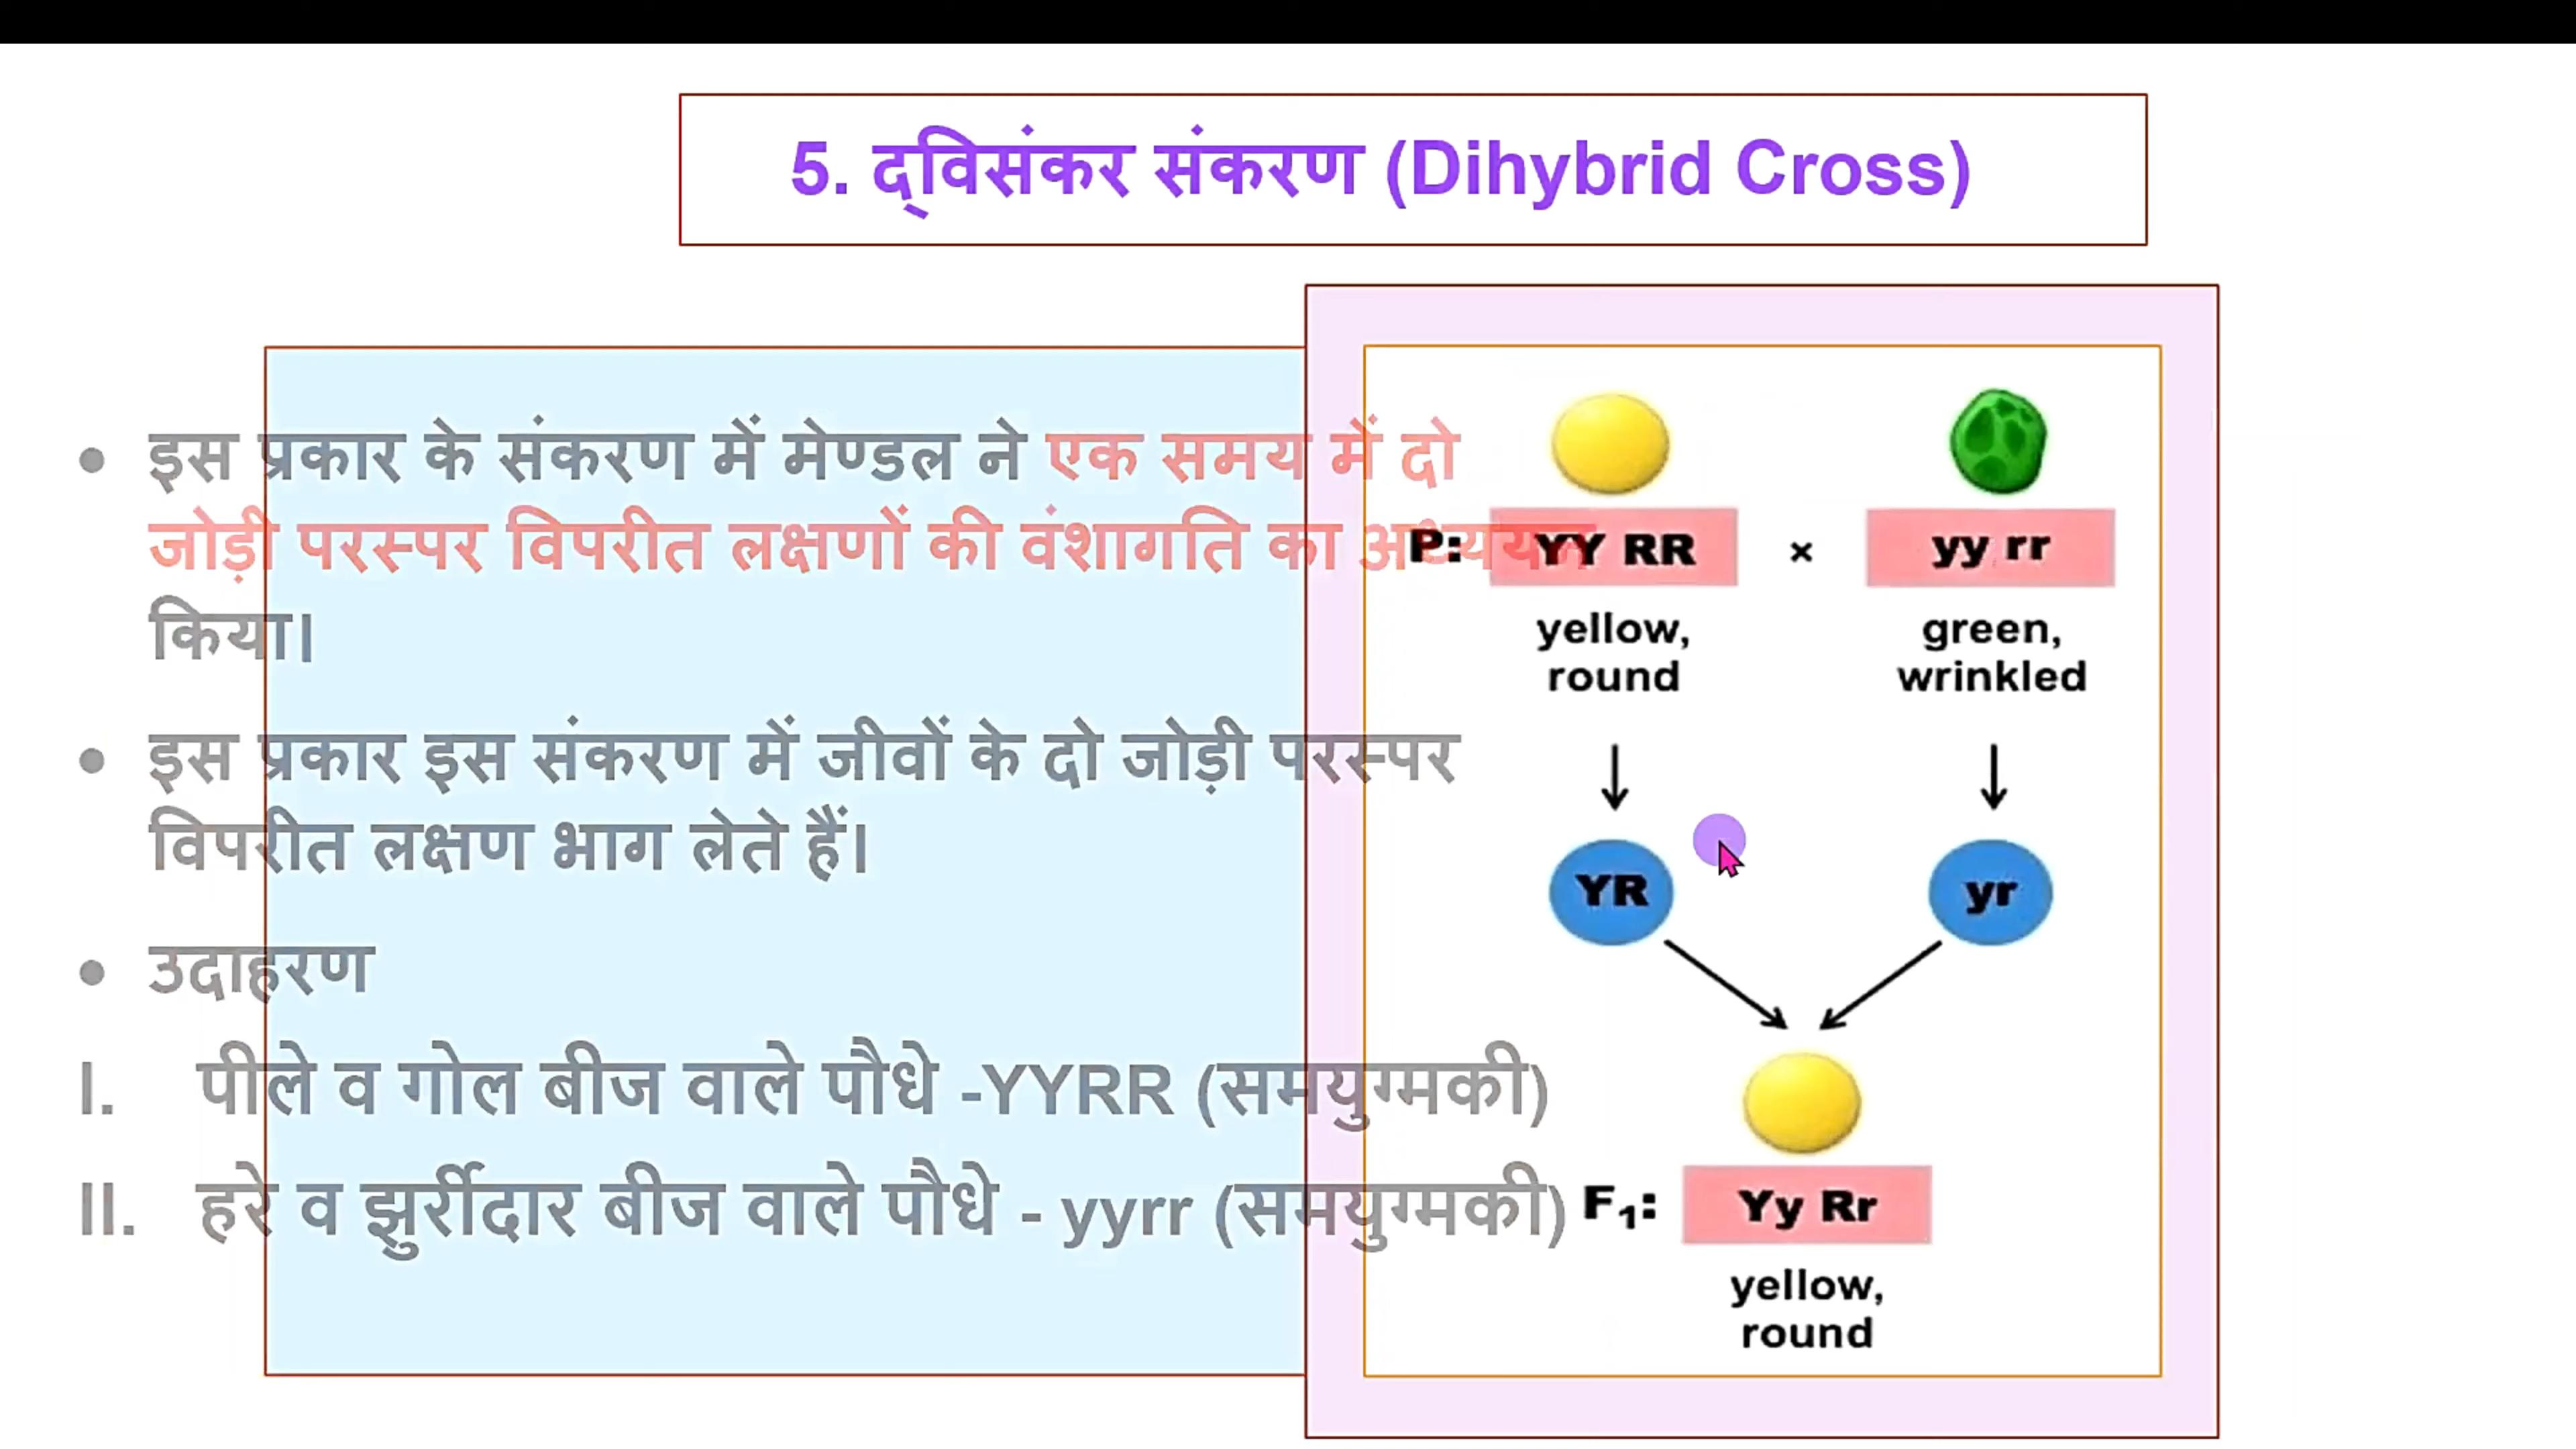 5. द्विसंकर संकरण (Dihybrid Cross)
• इस प्रकार के संकरण में मेण्डल ने एक समय में दो
जोड़ी परस्पर विपरीत लक्षणों की वंशागति का अध्ययन
किया।
• इस प्रकार इस संकरण में जीवों के दो जोड़ी परस्पर
विपरीत लक्षण भाग लेते हैं।
• उदाहरण
I. पीले व गोल बीज वाले पौधे -YYRR (समयुग्मकी)
II. हरे व झुर्रीदार बीज वाले पौधे - yyrr (समयुग्मकी)
P: YY RR × yy rr
yellow, green,
round wrinkled
YR yr
F₁: Yy Rr
yellow,
round